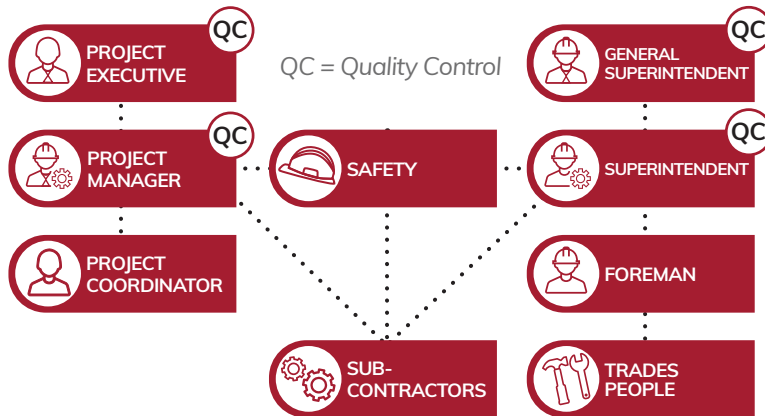 QC
PROJECT
EXECUTIVE
QC = Quality Control
QC
GENERAL
SUPERINTENDENT
QC
PROJECT
MANAGER
SAFETY
QC
SUPERINTENDENT
PROJECT
COORDINATOR
FOREMAN
SUB-
CONTRACTORS
TRADES
PEOPLE